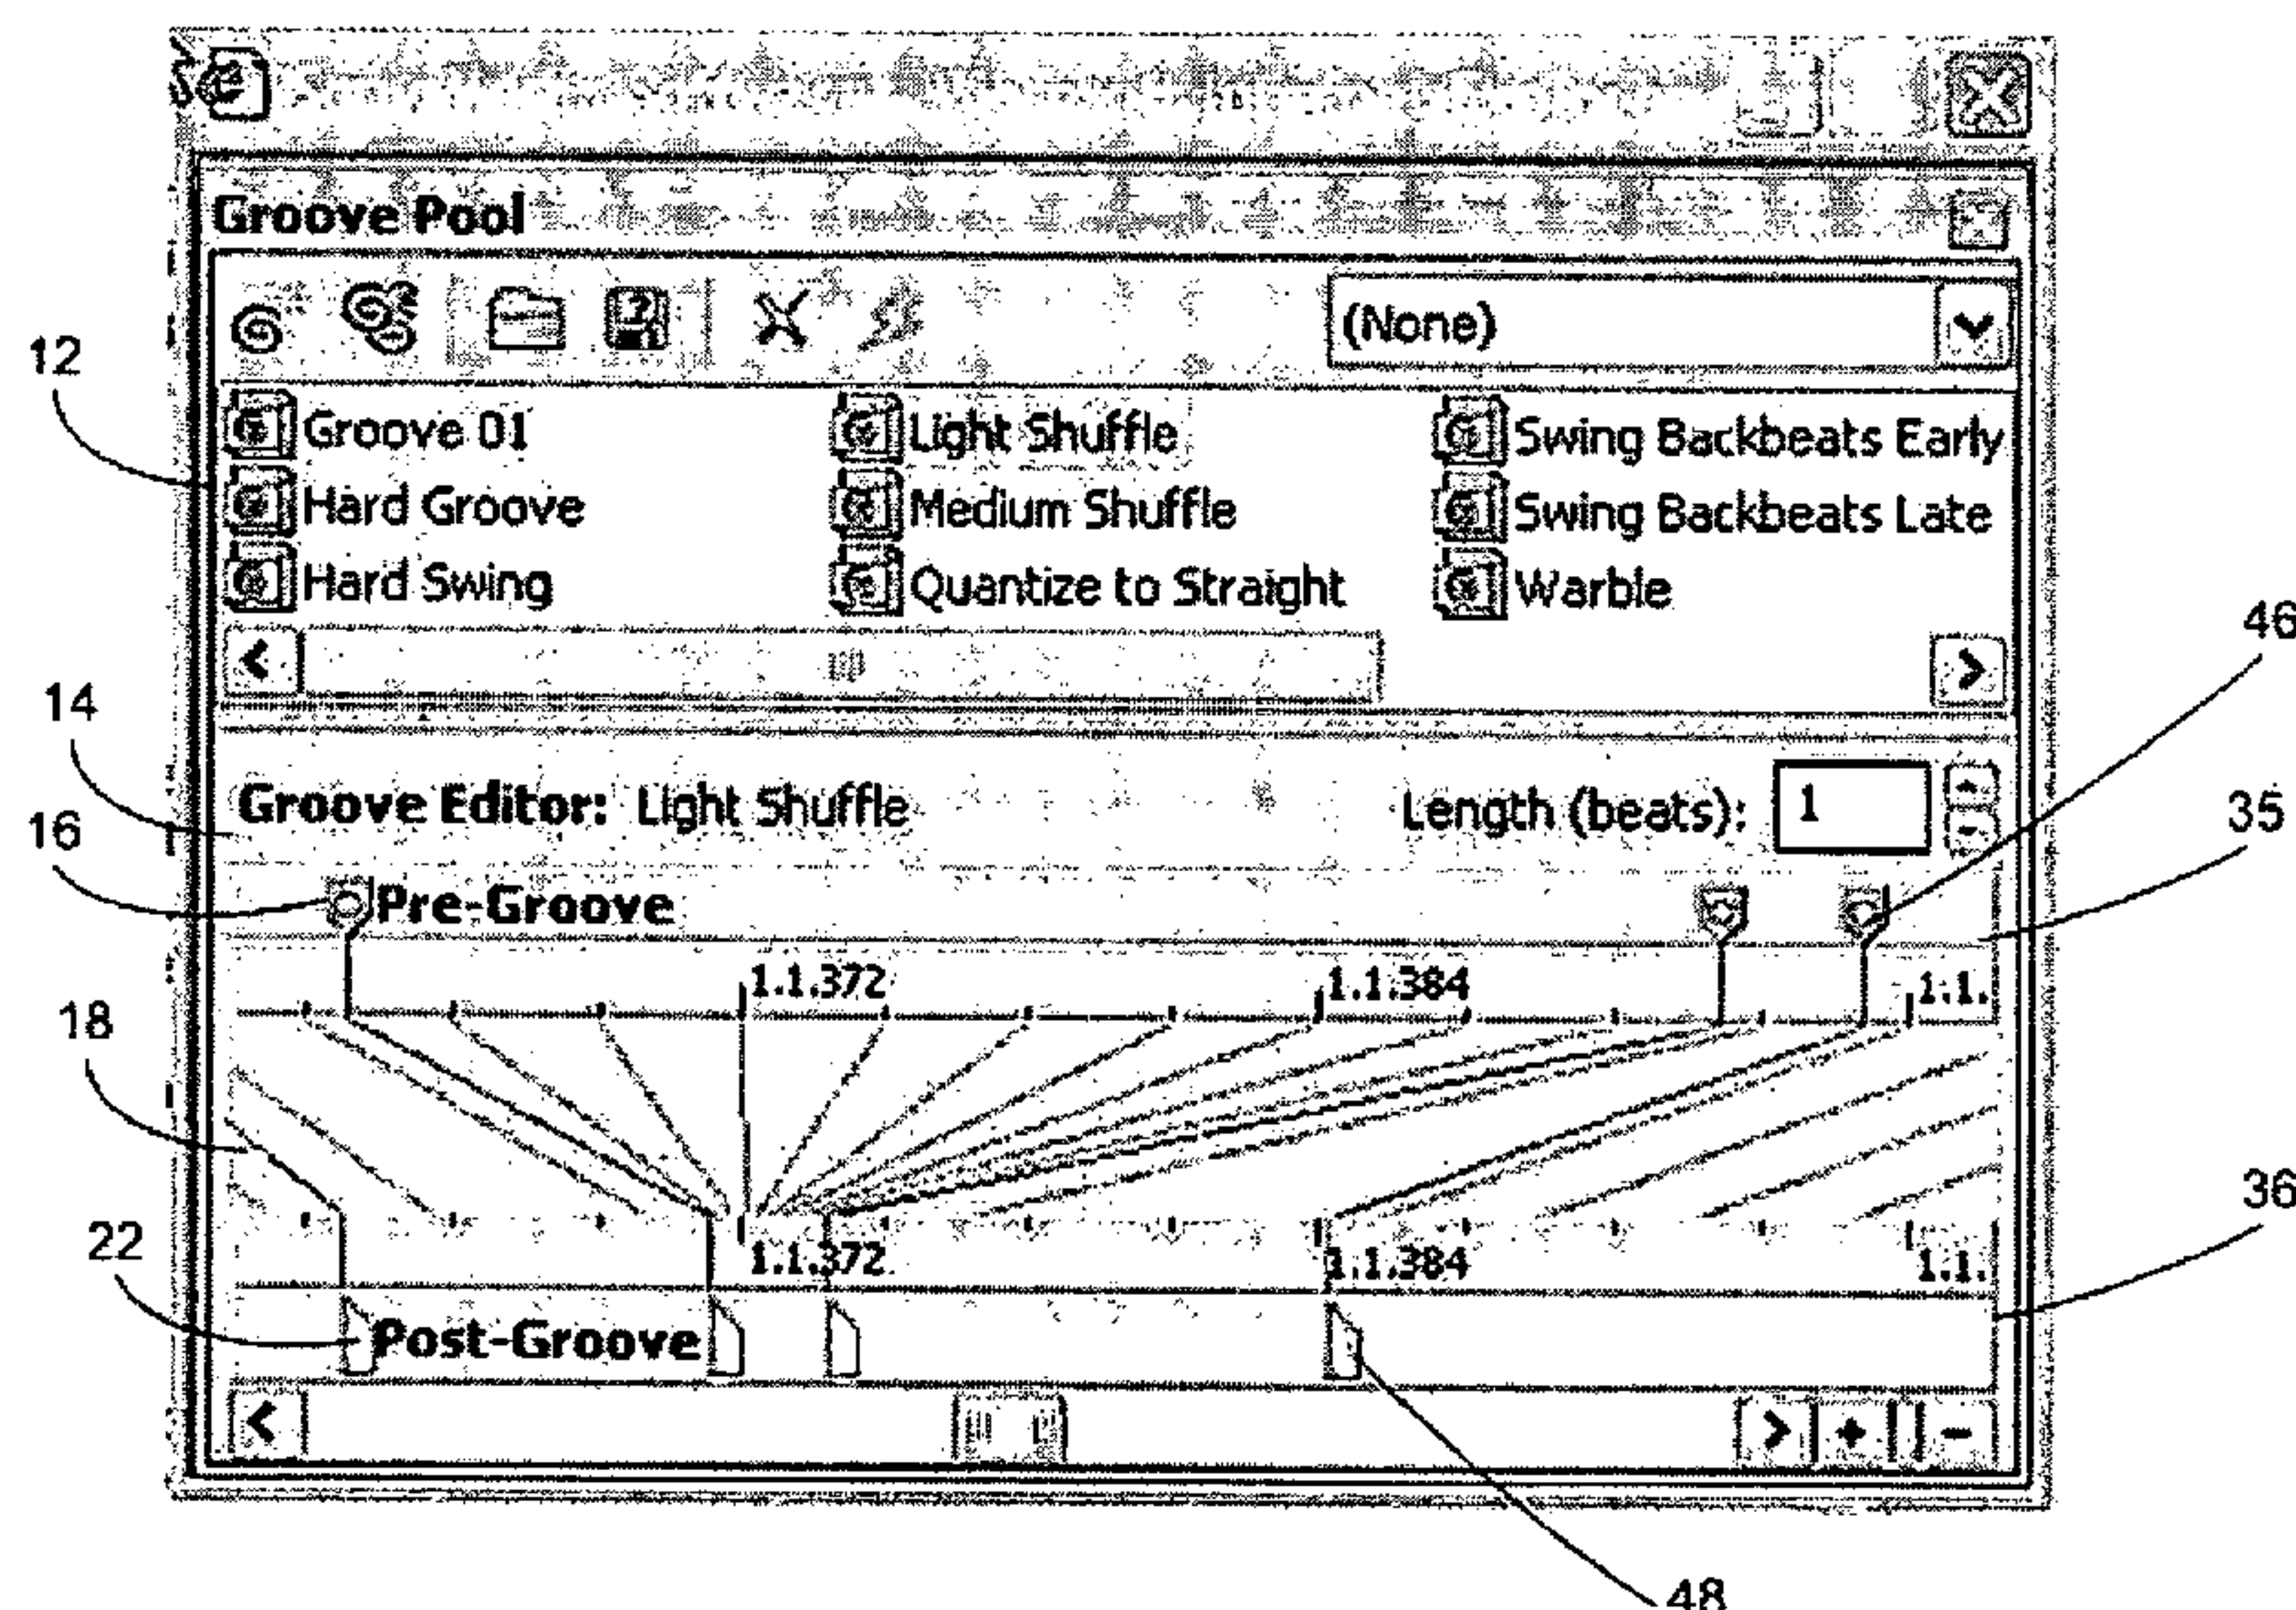 Groove Pool
(None)
12
Groove 01 Light Shuffle Swing Backbeats Early
Hard Groove Medium Shuffle Swing Backbeats Late
Hard Swing Quantize to Straight Warble
46
14
Groove Editor: Light Shuffle Length (beats): 1
16
35
Pre-Groove
1.1.372 1.1.384 1.1.
18
36
22
1.1.372 1.1.384 1.1.
Post-Groove
48